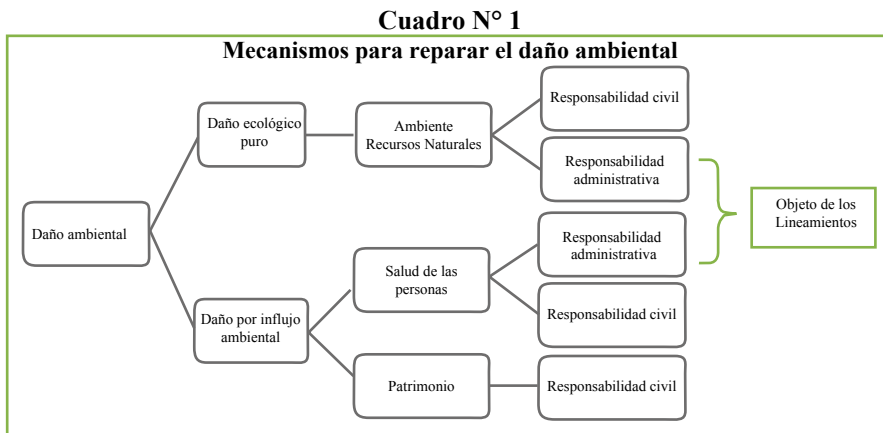 Cuadro N° 1
Mecanismos para reparar el daño ambiental
Daño ambiental
Daño ecológico
puro
Ambiente
Recursos Naturales
Responsabilidad civil
Responsabilidad
administrativa
Daño por influjo
ambiental
Salud de las
personas
Responsabilidad
administrativa
Responsabilidad civil
Patrimonio
Responsabilidad civil
Objeto de los
Lineamientos